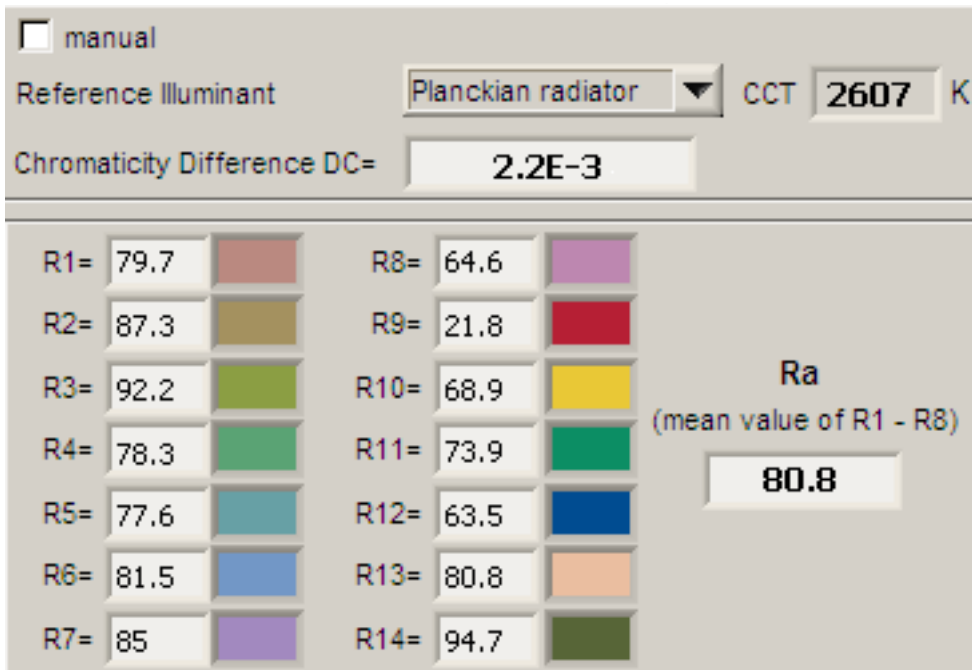 manual
Reference Illuminant Planckian radiator CCT 2607 K
Chromaticity Difference DC= 2.2E-3
R1= 79.7 R8= 64.6
R2= 87.3 R9= 21.8
R3= 92.2 R10= 68.9
Ra
(mean value of R1 - R8)
R4= 78.3 R11= 73.9
80.8
R5= 77.6 R12= 63.5
R6= 81.5 R13= 80.8
R7= 85 R14= 94.7